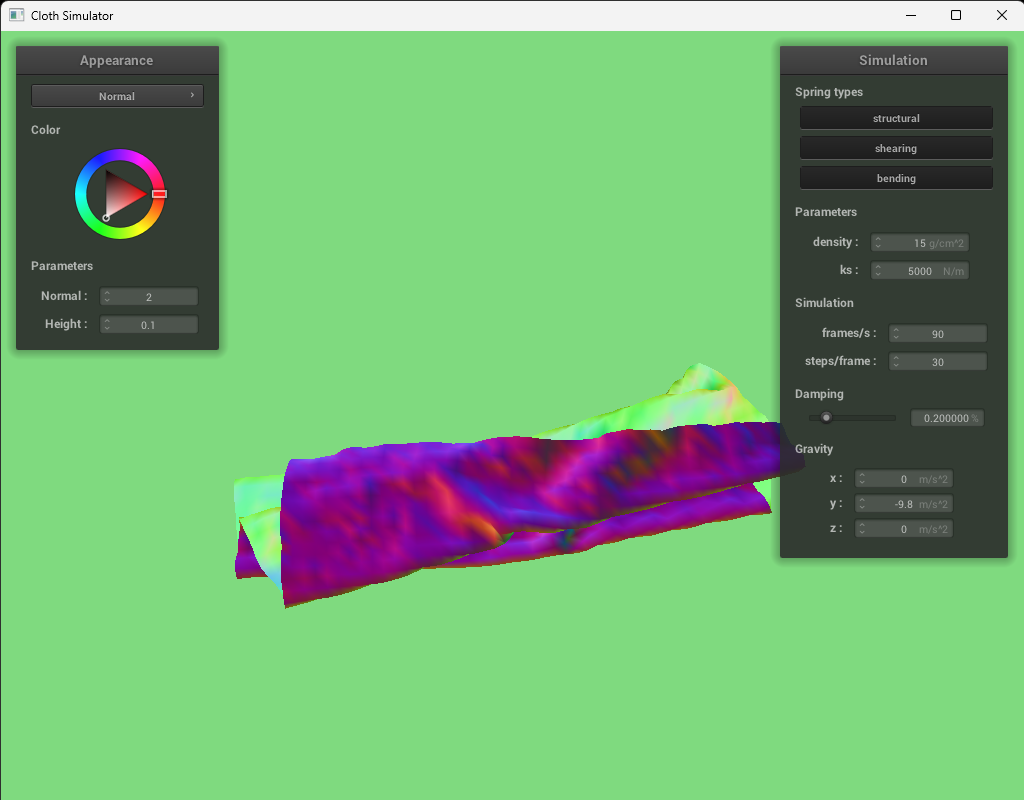 Cloth Simulator
Appearance
Normal
Color
Parameters
Normal : 2
Height : 0.1
Simulation
Spring types
structural
shearing
bending
Parameters
density : 15 g/cm^2
ks : 5000 N/m
Simulation
frames/s : 90
steps/frame : 30
Damping
0.200000 %
Gravity
x : 0 m/s^2
y : -9.8 m/s^2
z : 0 m/s^2